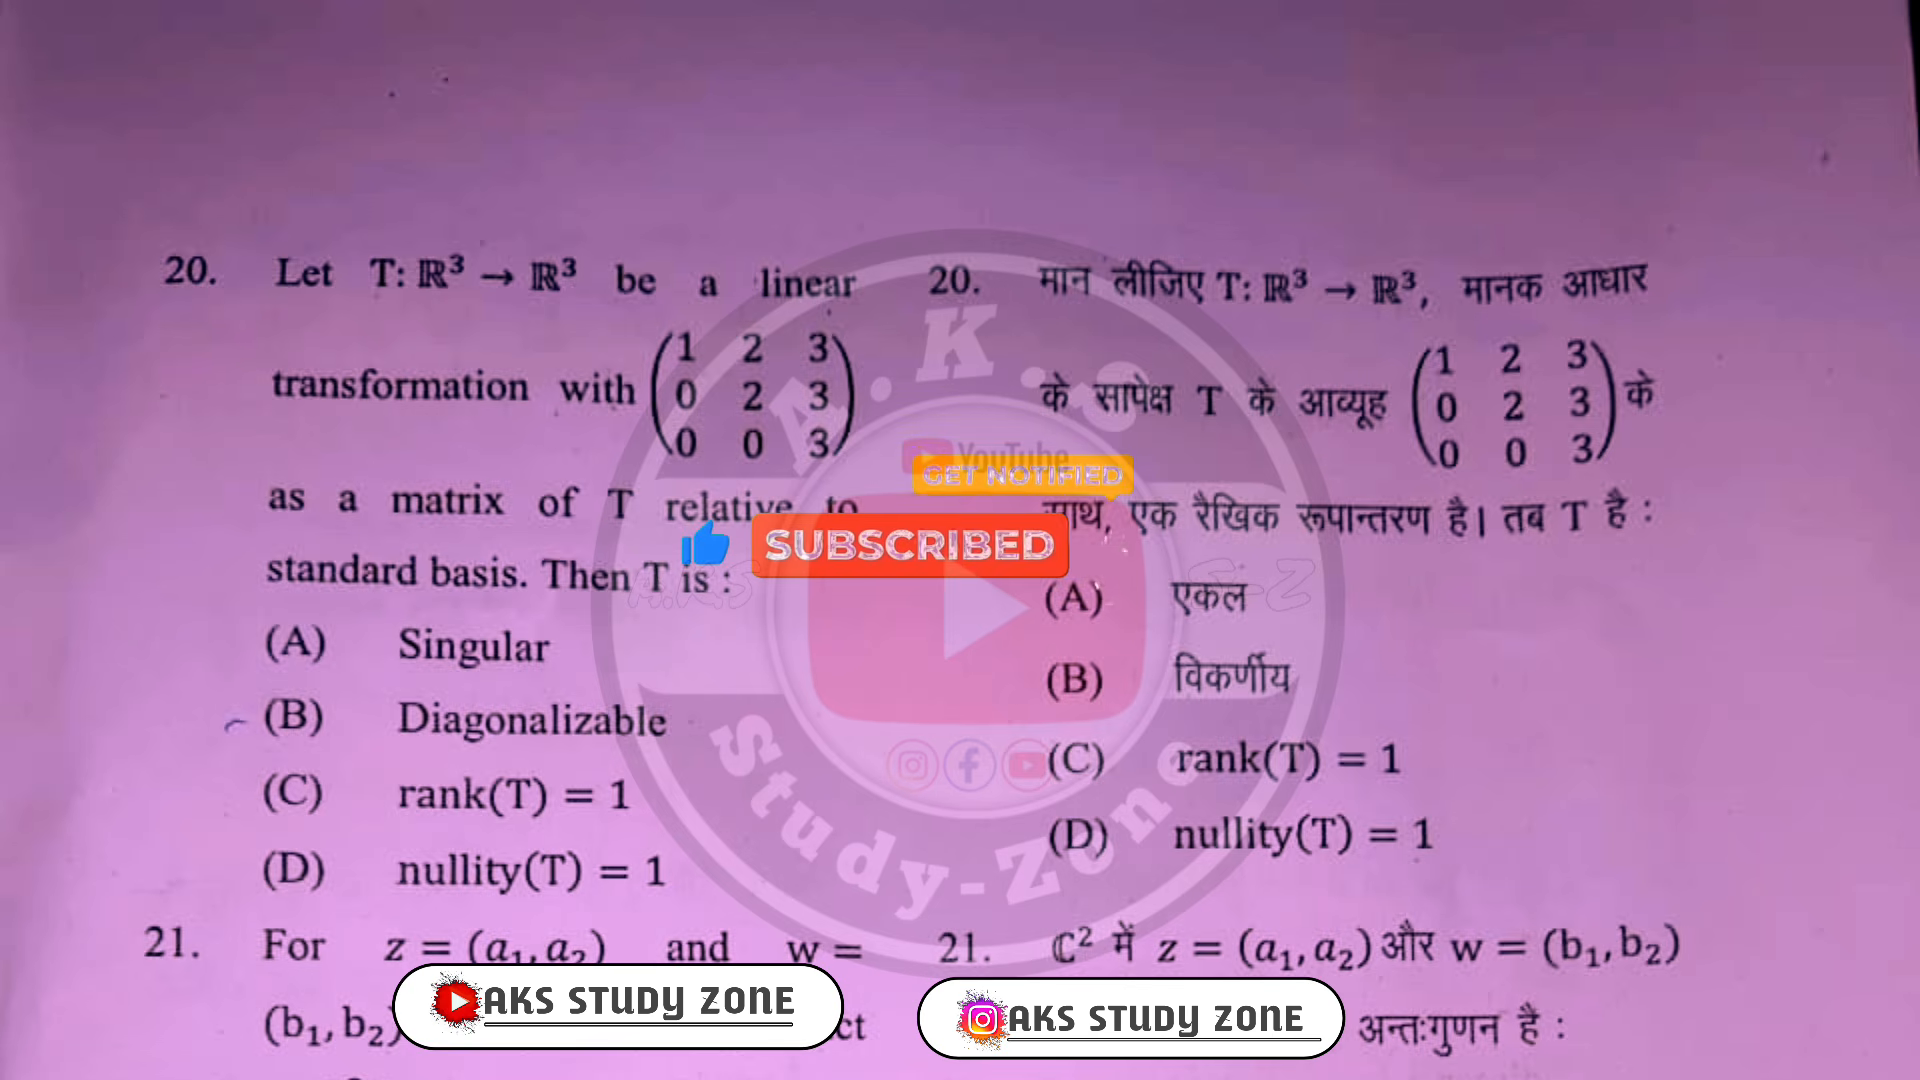 20. Let T: ℝ³ → ℝ³ be a linear
transformation with
1 2 3
0 2 3
0 0 3
as a matrix of T relative to
standard basis. Then T is :
(A) Singular
(B) Diagonalizable
(C) rank(T) = 1
(D) nullity(T) = 1
21. For z = (a₁, a₂) and w =
(b₁, b₂)
ct
20. मान लीजिए T: ℝ³ → ℝ³, मानक आधार
के सापेक्ष T के आव्यूह
1 2 3
0 2 3
0 0 3
के
साथ, एक रैखिक रूपान्तरण है। तब T है :
(A) एकल
(B) विकर्णीय
(C) rank(T) = 1
(D) nullity(T) = 1
21. ℂ² में z = (a₁, a₂) और w = (b₁, b₂)
अन्तःगुणन है :
A.K.S
YouTube
GET NOTIFIED
SUBSCRIBED
A.K.S
S-Z
Study-Zone
AKS STUDY ZONE
AKS STUDY ZONE